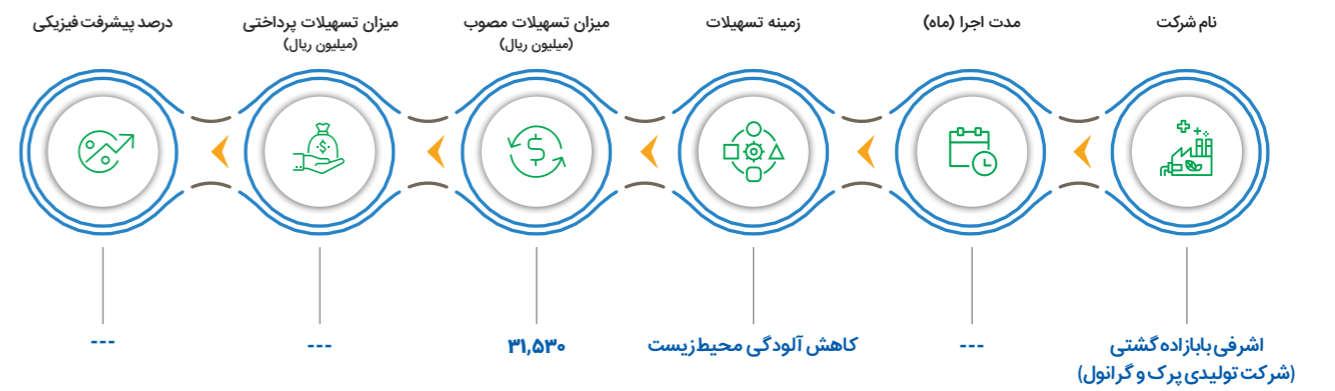 نام شرکت
مدت اجرا (ماه)
زمینه تسهیلات
میزان تسهیلات مصوب
(میلیون ریال)
میزان تسهیلات پرداختی
(میلیون ریال)
درصد پیشرفت فیزیکی
اشرفی بابازاده گشتی
(شرکت تولیدی پرک و گرانول)
---
کاهش آلودگی محیط زیست
۳۱,۵۳۰
---
---